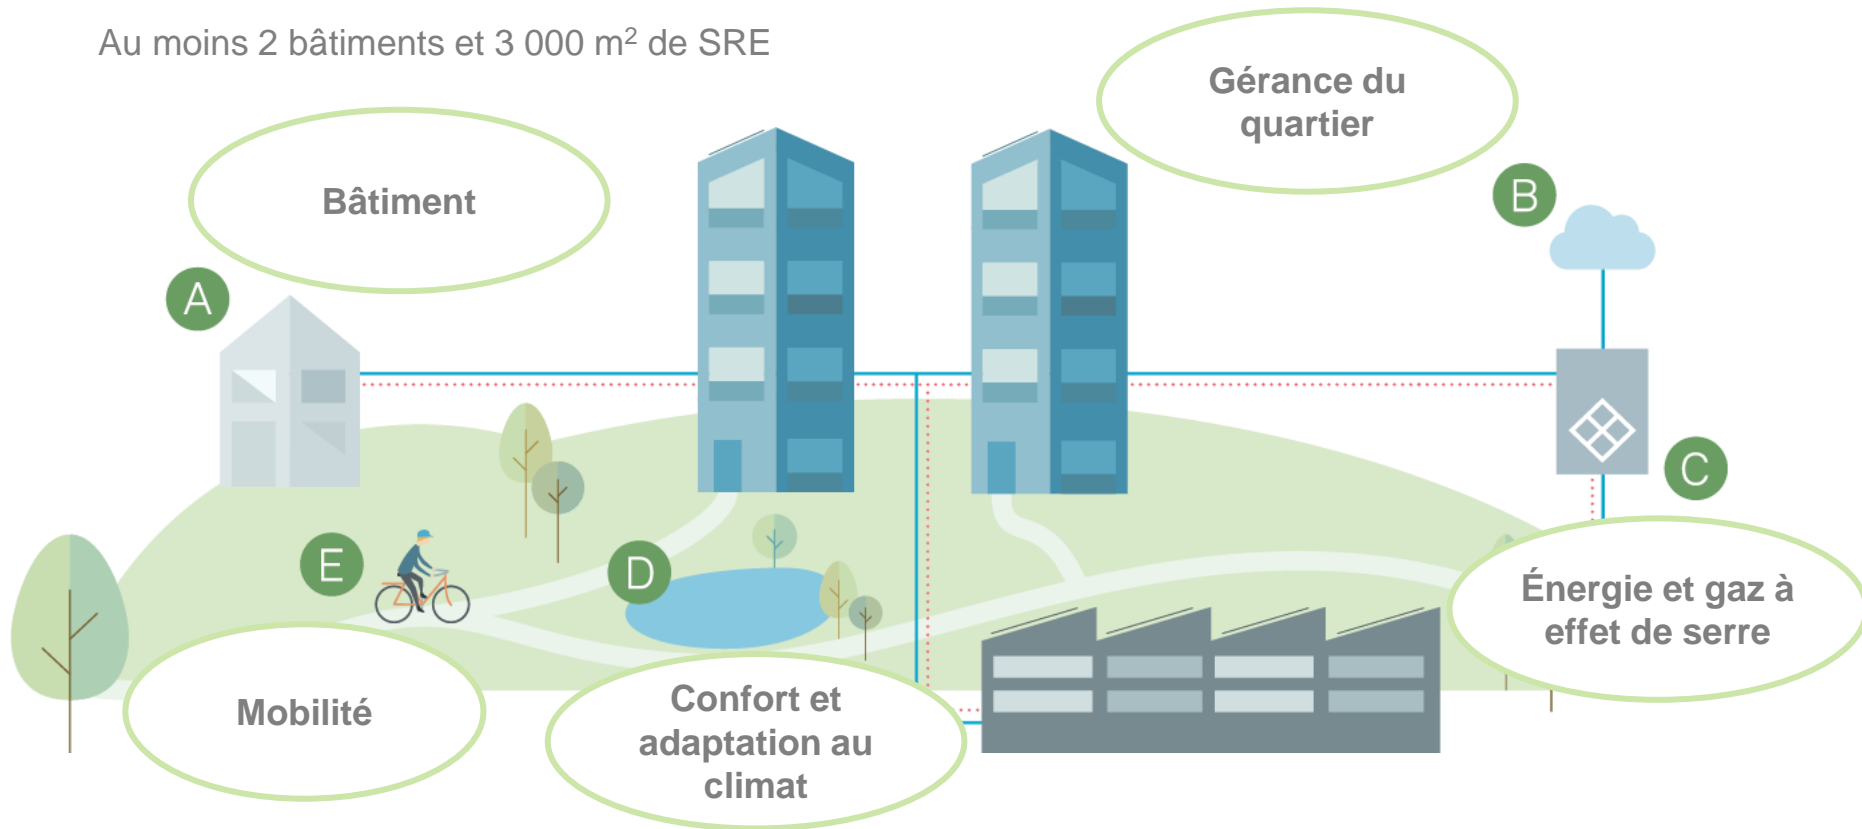 Au moins 2 bâtiments et 3 000 m² de SRE
Gérance du
quartier
Bâtiment
B
A
C
E
D
Énergie et gaz à
effet de serre
Mobilité
Confort et
adaptation au
climat